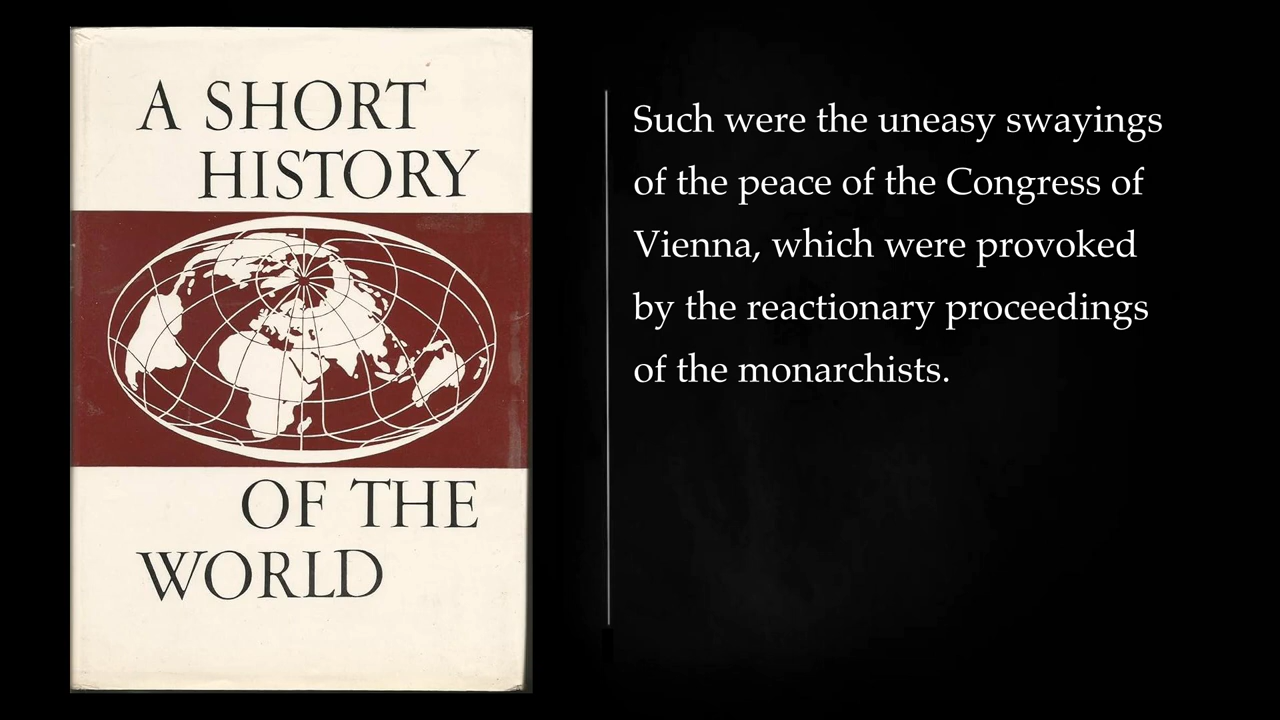 A SHORT
HISTORY
OF THE
WORLD
Such were the uneasy swayings
of the peace of the Congress of
Vienna, which were provoked
by the reactionary proceedings
of the monarchists.